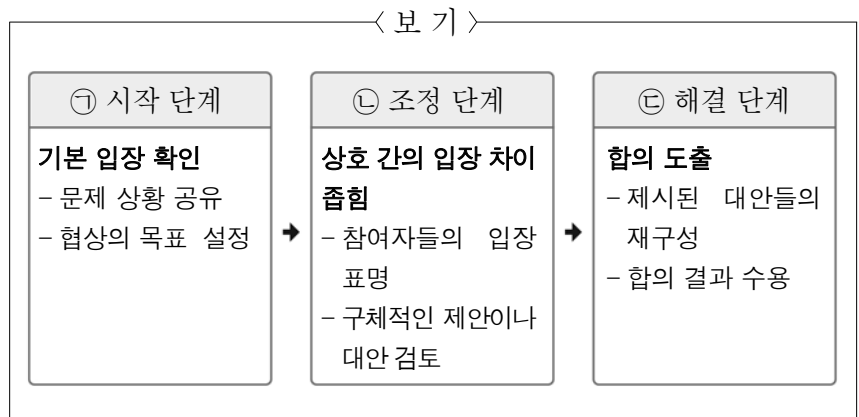 〈 보 기 〉
㉠ 시작 단계
기본 입장 확인
– 문제 상황 공유
– 협상의 목표 설정
㉡ 조정 단계
상호 간의 입장 차이
좁힘
– 참여자들의 입장
표명
– 구체적인 제안이나
대안 검토
㉢ 해결 단계
합의 도출
– 제시된 대안들의
재구성
– 합의 결과 수용